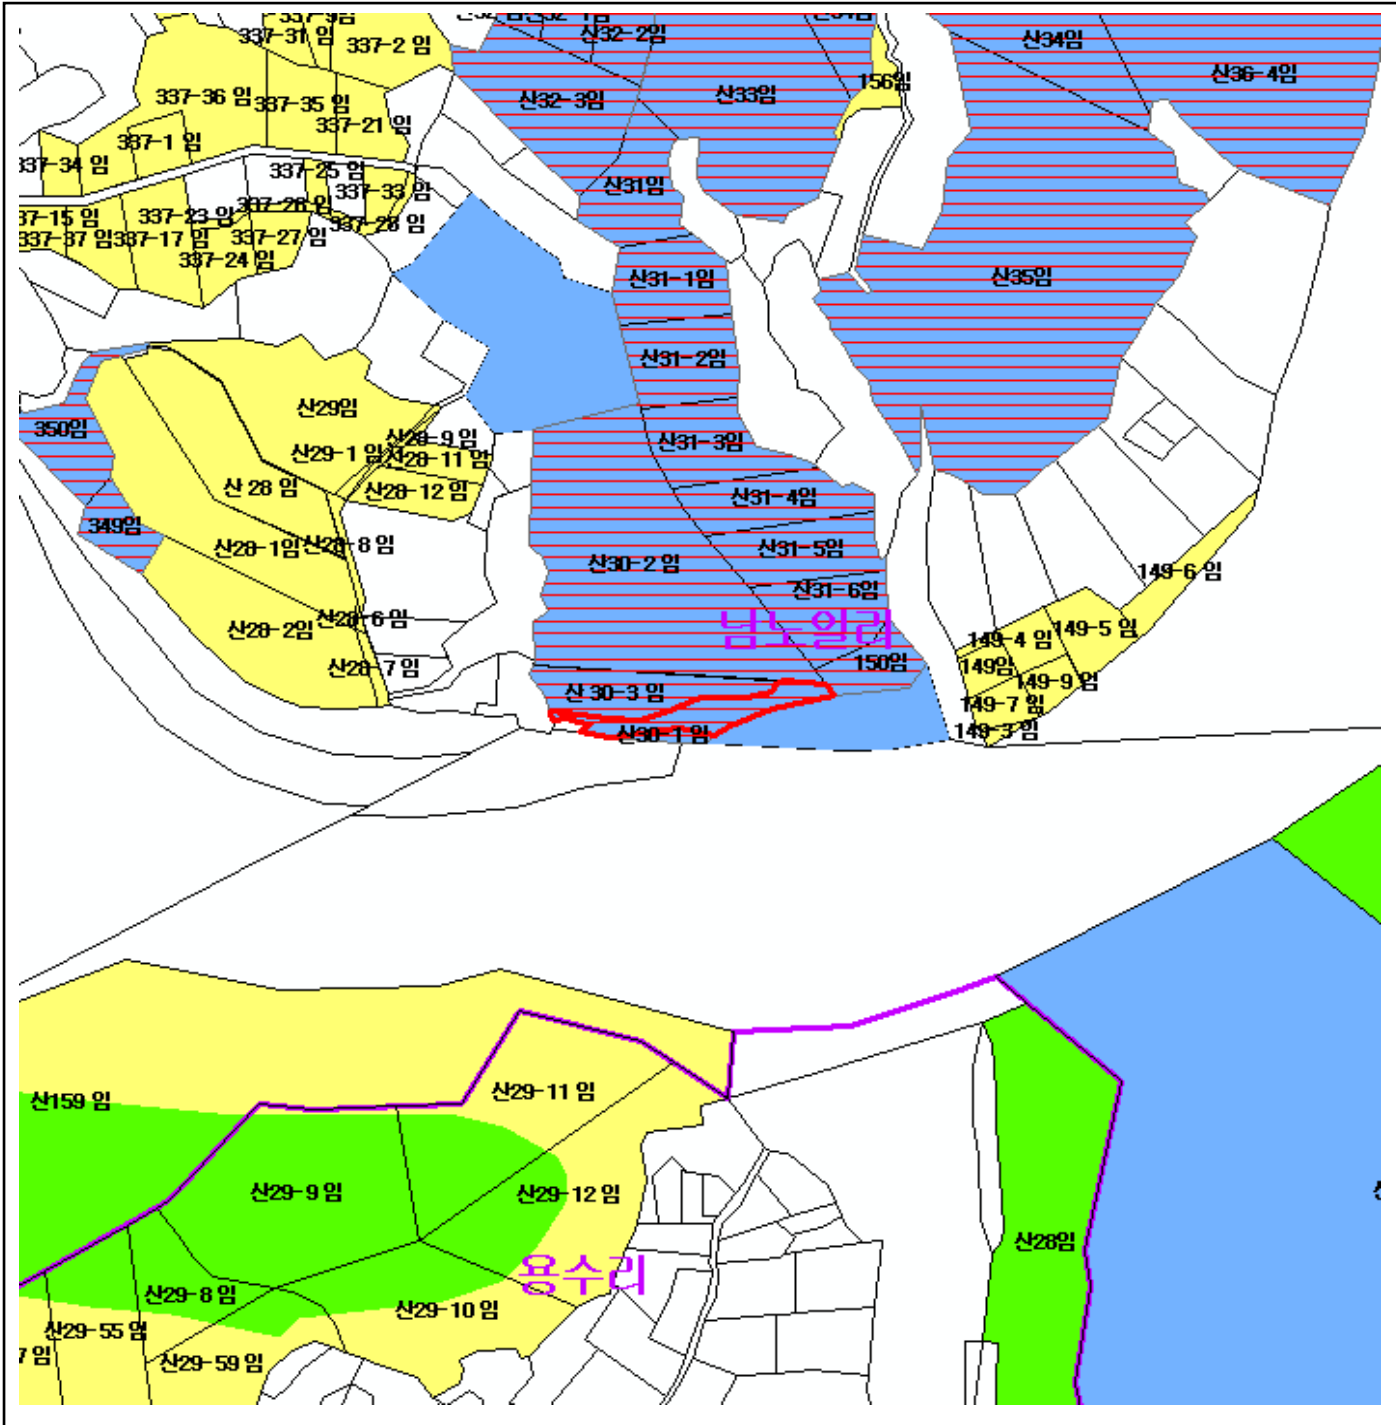 337-31 임
337-2 임
산32-2임
산34임
산36-4임
337-36 임
337-35 임
산32-3임
산33임
156임
337-1 임
337-21 임
337-34 임
337-25 임
337-33 임
산31임
37-15 임
337-23 임
337-26 임
337-28 임
337-37 임
337-17 임
337-27 임
337-24 임
산31-1임
산35임
산31-2임
산29임
350임
산28-9 임
산31-3임
산29-1 임
산28-11 임
산 28 임
산28-12 임
산31-4임
349임
산28-1임
산28-8 임
산31-5임
산30-2 임
149-6 임
산31-6임
산28-6 임
산28-2임
남노일리
149-4 임
149-5 임
산28-7 임
150임
149임
149-9 임
산 30-3 임
149-7 임
산30-1 임
149-3 임
산159 임
산29-11 임
산29-9 임
산29-12 임
산28임
용수리
산29-8 임
산29-10 임
산29-55 임
7 임
산29-59 임